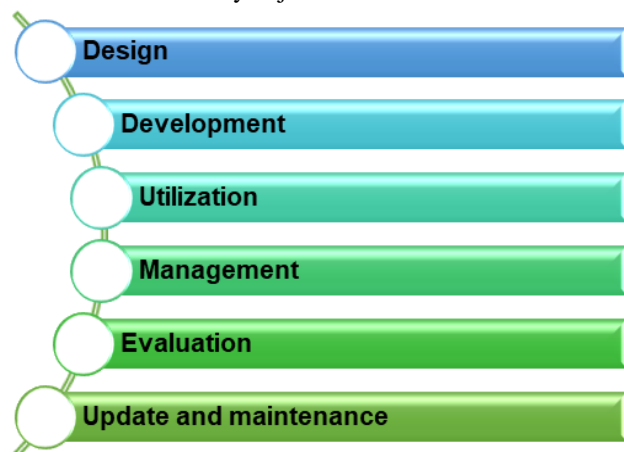 Design
Development
Utilization
Management
Evaluation
Update and maintenance